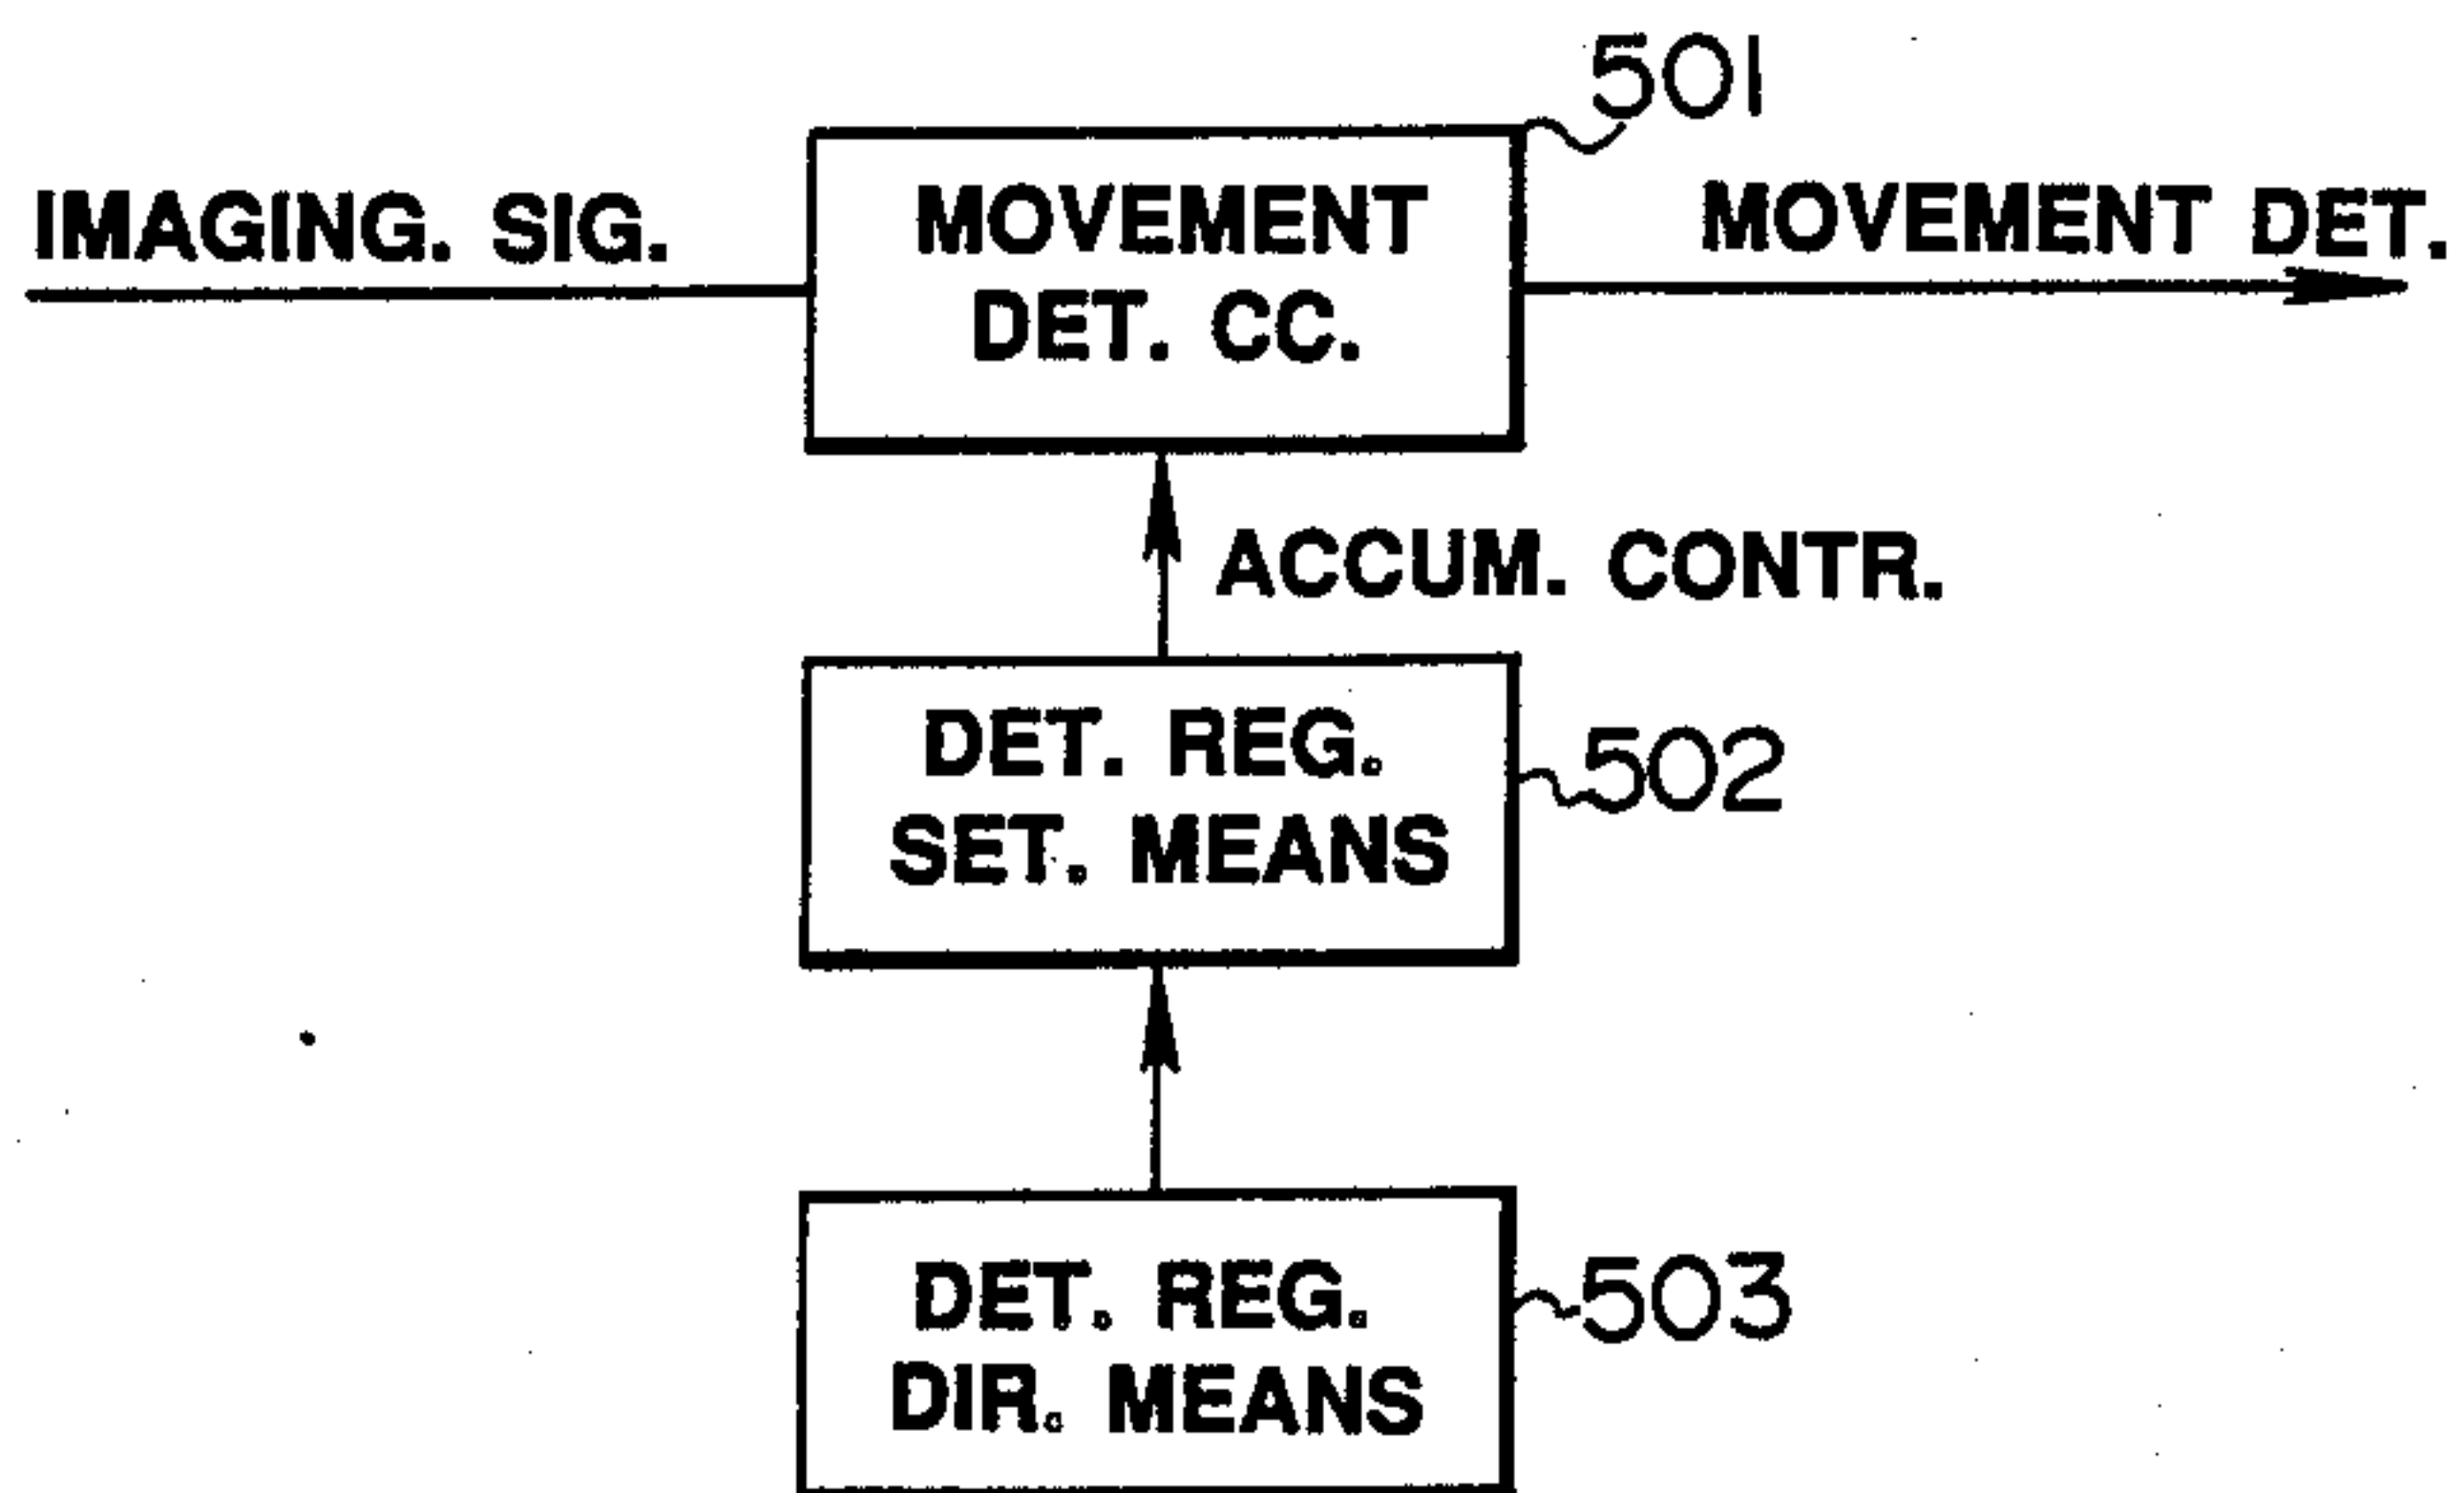 501
IMAGING. SIG.
MOVEMENT
DET. CC.
MOVEMENT DET.
ACCUM. CONTR.
DET. REG.
SET. MEANS
502
DET. REG.
DIR. MEANS
503